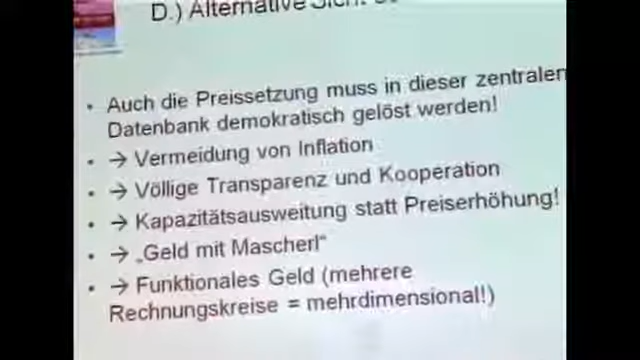 D.) Alternative
• Auch die Preissetzung muss in dieser zentralen
Datenbank demokratisch gelöst werden!
• → Vermeidung von Inflation
• → Völlige Transparenz und Kooperation
• → Kapazitätsausweitung statt Preiserhöhung!
• → „Geld mit Mascherl“
• → Funktionales Geld (mehrere
Rechnungskreise = mehrdimensional!)